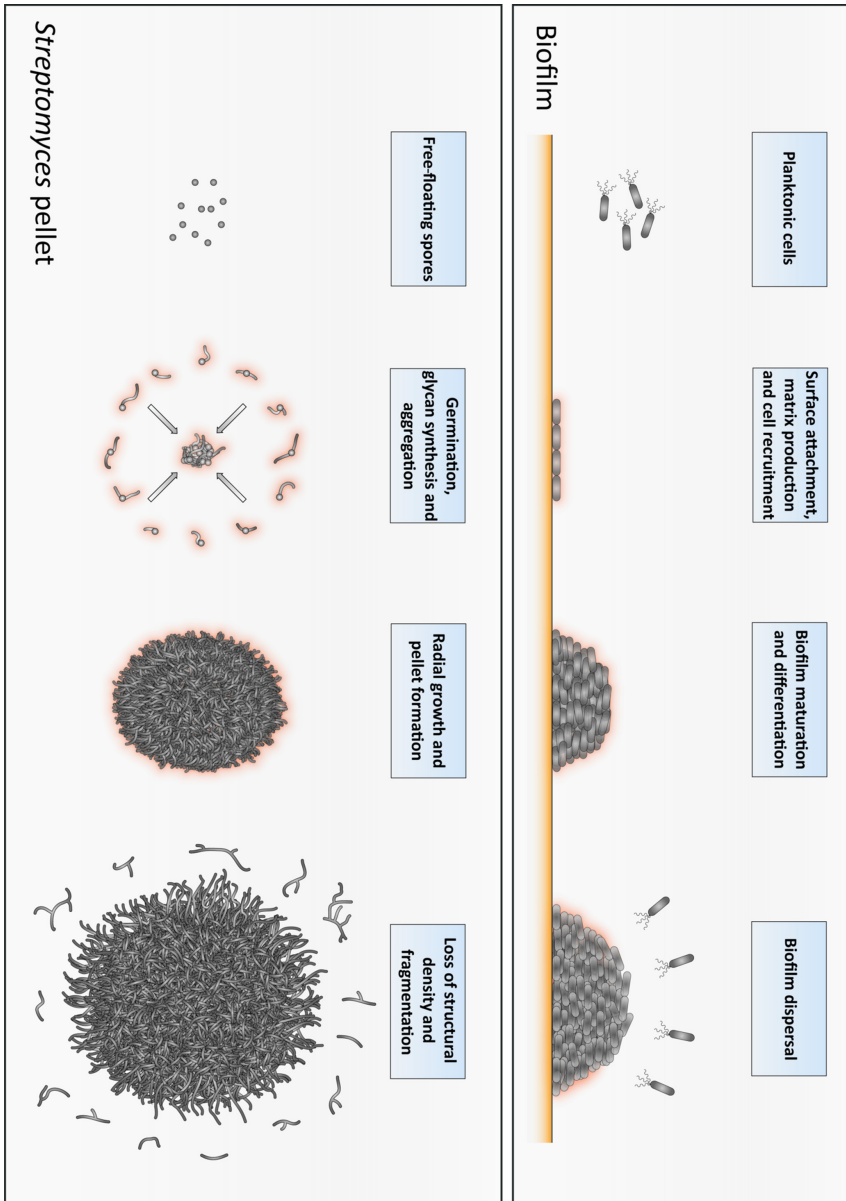 Biofilm
Planktonic cells
Surface attachment,
matrix production
and cell recruitment
Biofilm maturation
and differentiation
Biofilm dispersal
Free-floating spores
Germination,
glycan synthesis and
aggregation
Radial growth and
pellet formation
Loss of structural
density and
fragmentation
Streptomyces pellet